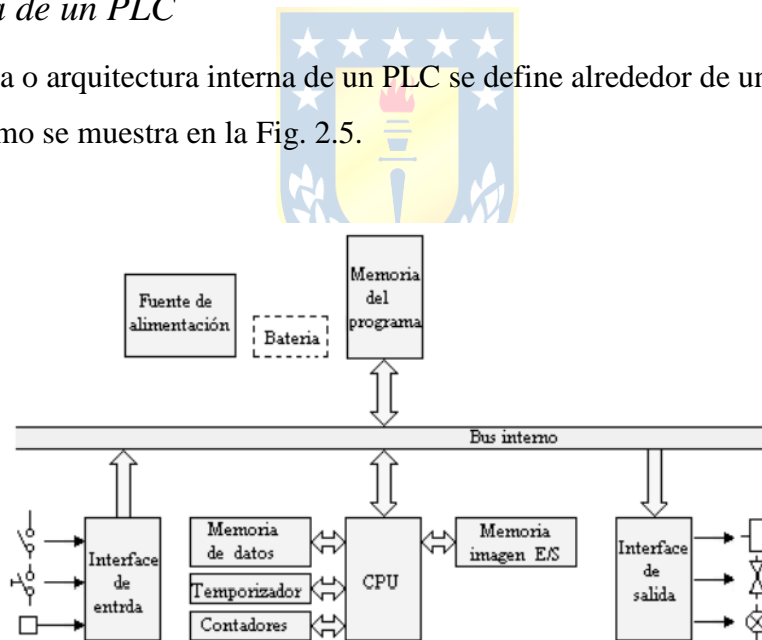 a de un PLC
a o arquitectura interna de un PLC se define alrededor de un
mo se muestra en la Fig. 2.5.
Memoria
del
programa
Fuente de
alimentación
Bateria
Bus interno
Interface
de
entrda
Memoria
de datos
Temporizador
Contadores
CPU
Memoria
imagen E/S
Interface
de
salida